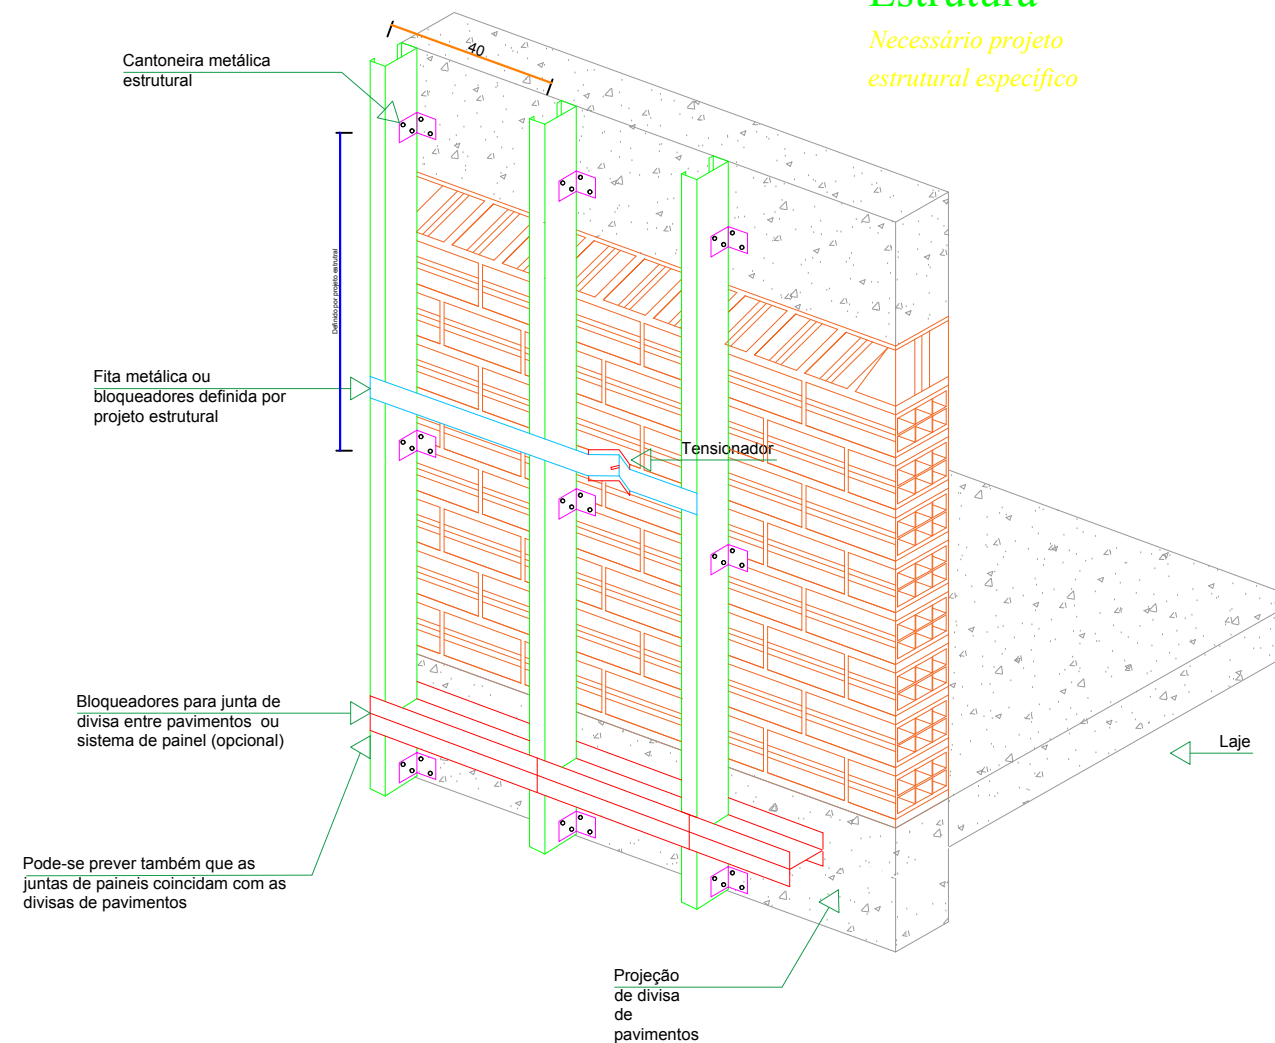 Estrutura
Necessário projeto
estrutural específico
40
Cantoneira metálica
estrutural
Definido por projeto estrutral
Fita metálica ou
bloqueadores definida por
projeto estrutural
Tensionador
Bloqueadores para junta de
divisa entre pavimentos ou
sistema de painel (opcional)
Laje
Pode-se prever também que as
juntas de paineis coincidam com as
divisas de pavimentos
Projeção
de divisa
de
pavimentos